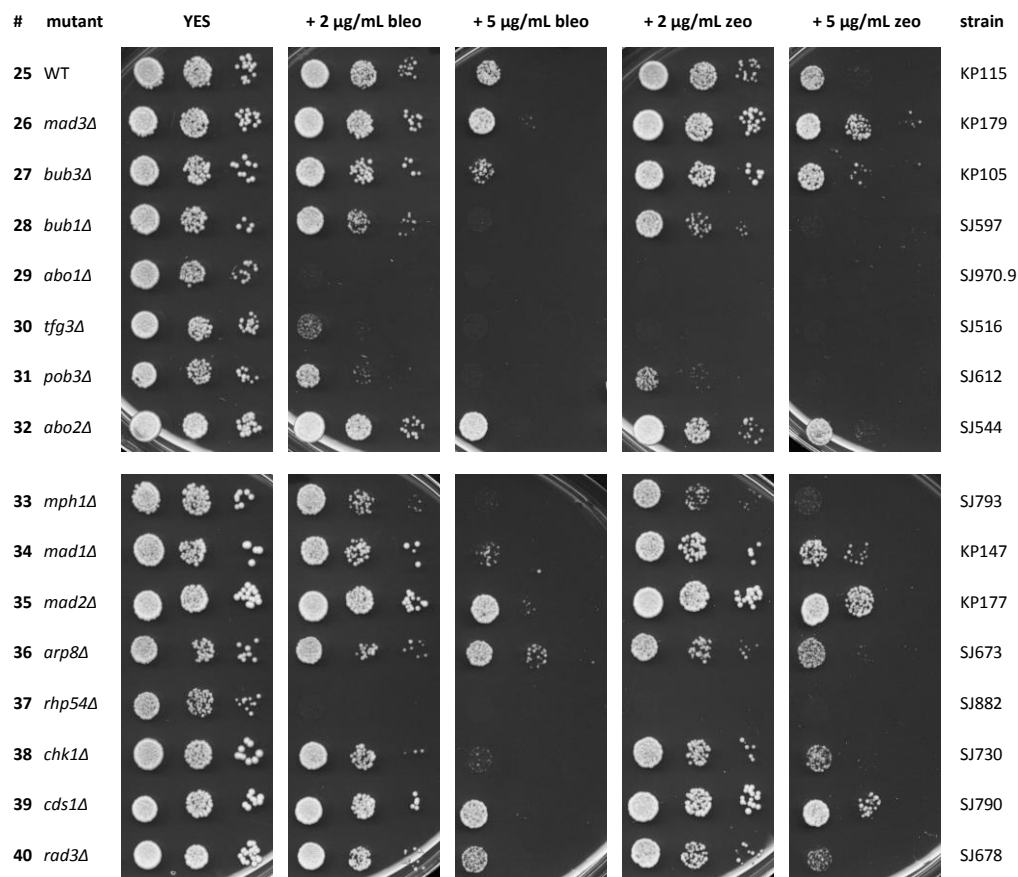 # mutant YES + 2 µg/mL bleo + 5 µg/mL bleo + 2 µg/mL zeo + 5 µg/mL zeo strain
25 WT KP115
26 mad3Δ KP179
27 bub3Δ KP105
28 bub1Δ SJ597
29 abo1Δ SJ970.9
30 tfg3Δ SJ516
31 pob3Δ SJ612
32 abo2Δ SJ544
33 mph1Δ SJ793
34 mad1Δ KP147
35 mad2Δ KP177
36 arp8Δ SJ673
37 rhp54Δ SJ882
38 chk1Δ SJ730
39 cds1Δ SJ790
40 rad3Δ SJ678